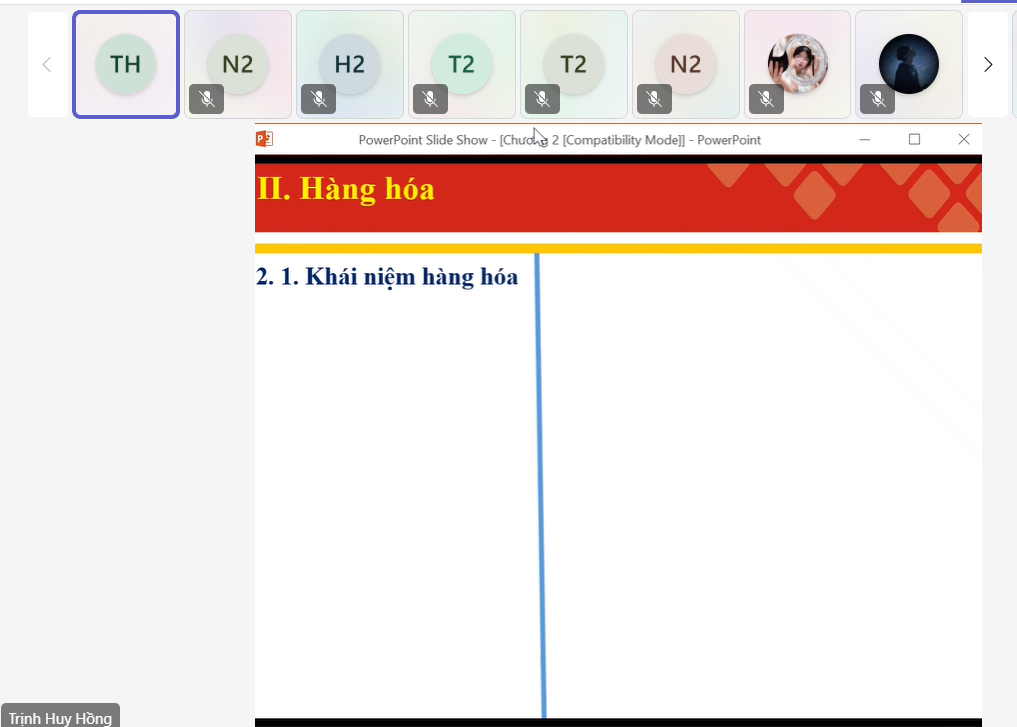 TH
N2
H2
T2
T2
N2
PowerPoint Slide Show - [Chương 2 [Compatibility Mode]] - PowerPoint
II. Hàng hóa
2. 1. Khái niệm hàng hóa
Trịnh Huy Hồng